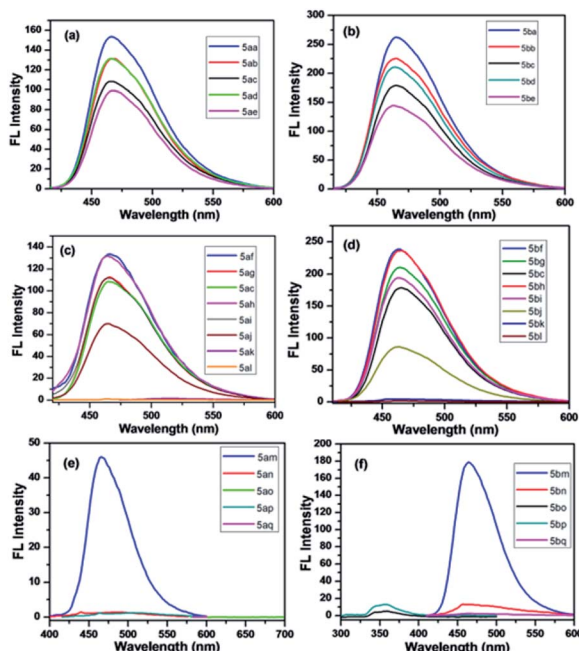 (a)
5aa
5ab
5ac
5ad
5ae
FL Intensity
160
140
120
100
80
60
40
20
0
450 500 550 600
Wavelength (nm)
(b)
5ba
5bb
5bc
5bd
5be
FL Intensity
300
250
200
150
100
50
0
450 500 550 600
Wavelength (nm)
(c)
5af
5ag
5ac
5ah
5ai
5aj
5ak
5al
FL Intensity
140
120
100
80
60
40
20
0
450 500 550 600
Wavelength (nm)
(d)
5bf
5bg
5bc
5bh
5bi
5bj
5bk
5bl
FL Intensity
250
200
150
100
50
0
450 500 550 600
Wavelength (nm)
(e)
5am
5an
5ao
5ap
5aq
FL Intensity
50
40
30
20
10
0
400 450 500 550 600 650 700
Wavelength (nm)
(f)
5bm
5bn
5bo
5bp
5bq
FL Intensity
200
180
160
140
120
100
80
60
40
20
0
300 350 400 450 500 550 600
Wavelength (nm)